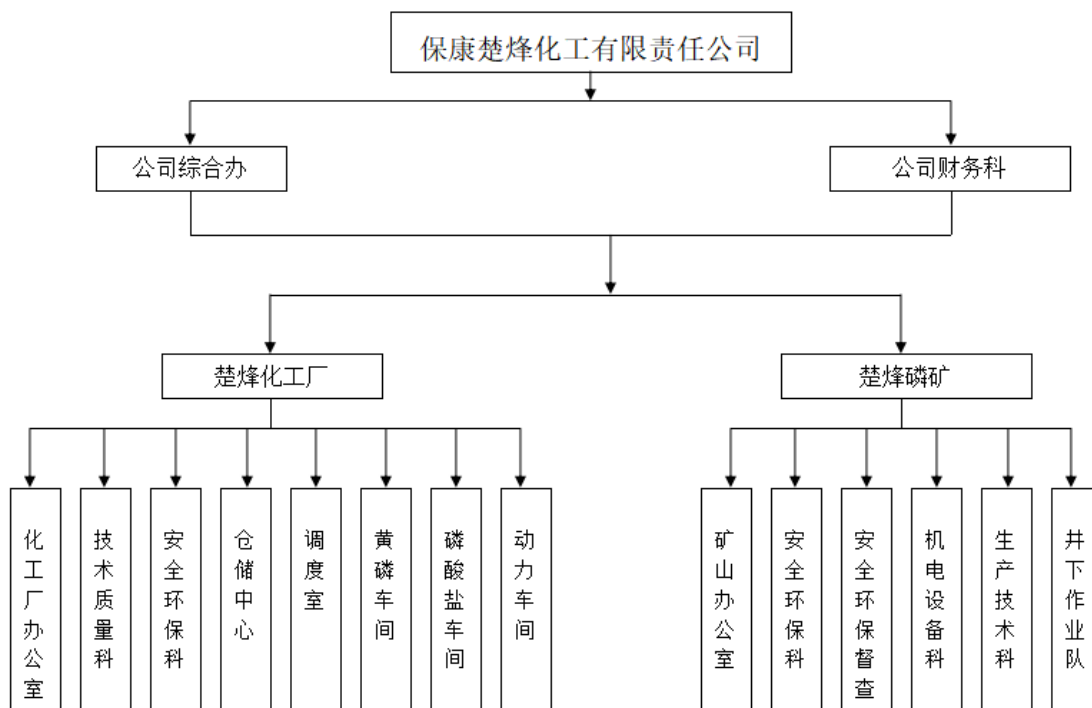 保康楚烽化工有限责任公司
公司综合办
公司财务科
楚烽化工厂
楚烽磷矿
化工厂办公室
技术质量科
安全环保科
仓储中心
调度室
黄磷车间
磷酸盐车间
动力车间
矿山办公室
安全环保科
安全环保督查
机电设备科
生产技术科
井下作业队